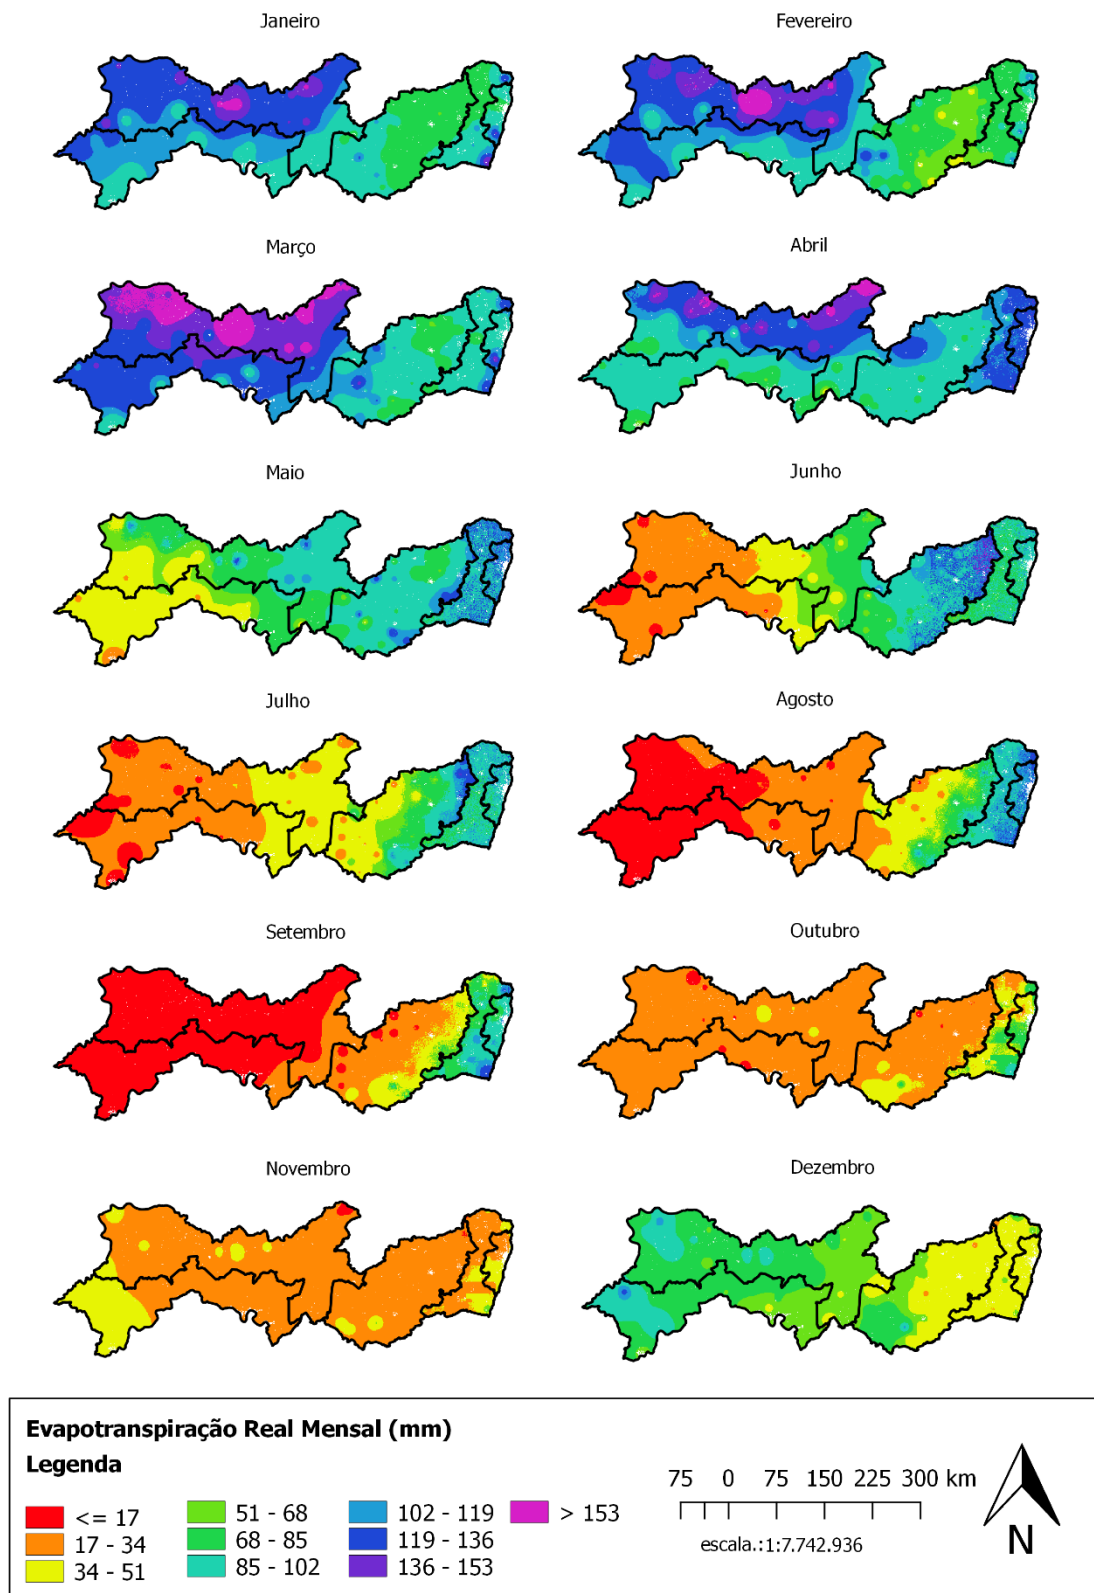 Janeiro
Fevereiro
Março
Abril
Maio
Junho
Julho
Agosto
Setembro
Outubro
Novembro
Dezembro
Evapotranspiração Real Mensal (mm)
Legenda
<= 17
17 - 34
34 - 51
51 - 68
68 - 85
85 - 102
102 - 119
119 - 136
136 - 153
> 153
75 0 75 150 225 300 km
escala.:1:7.742.936
N